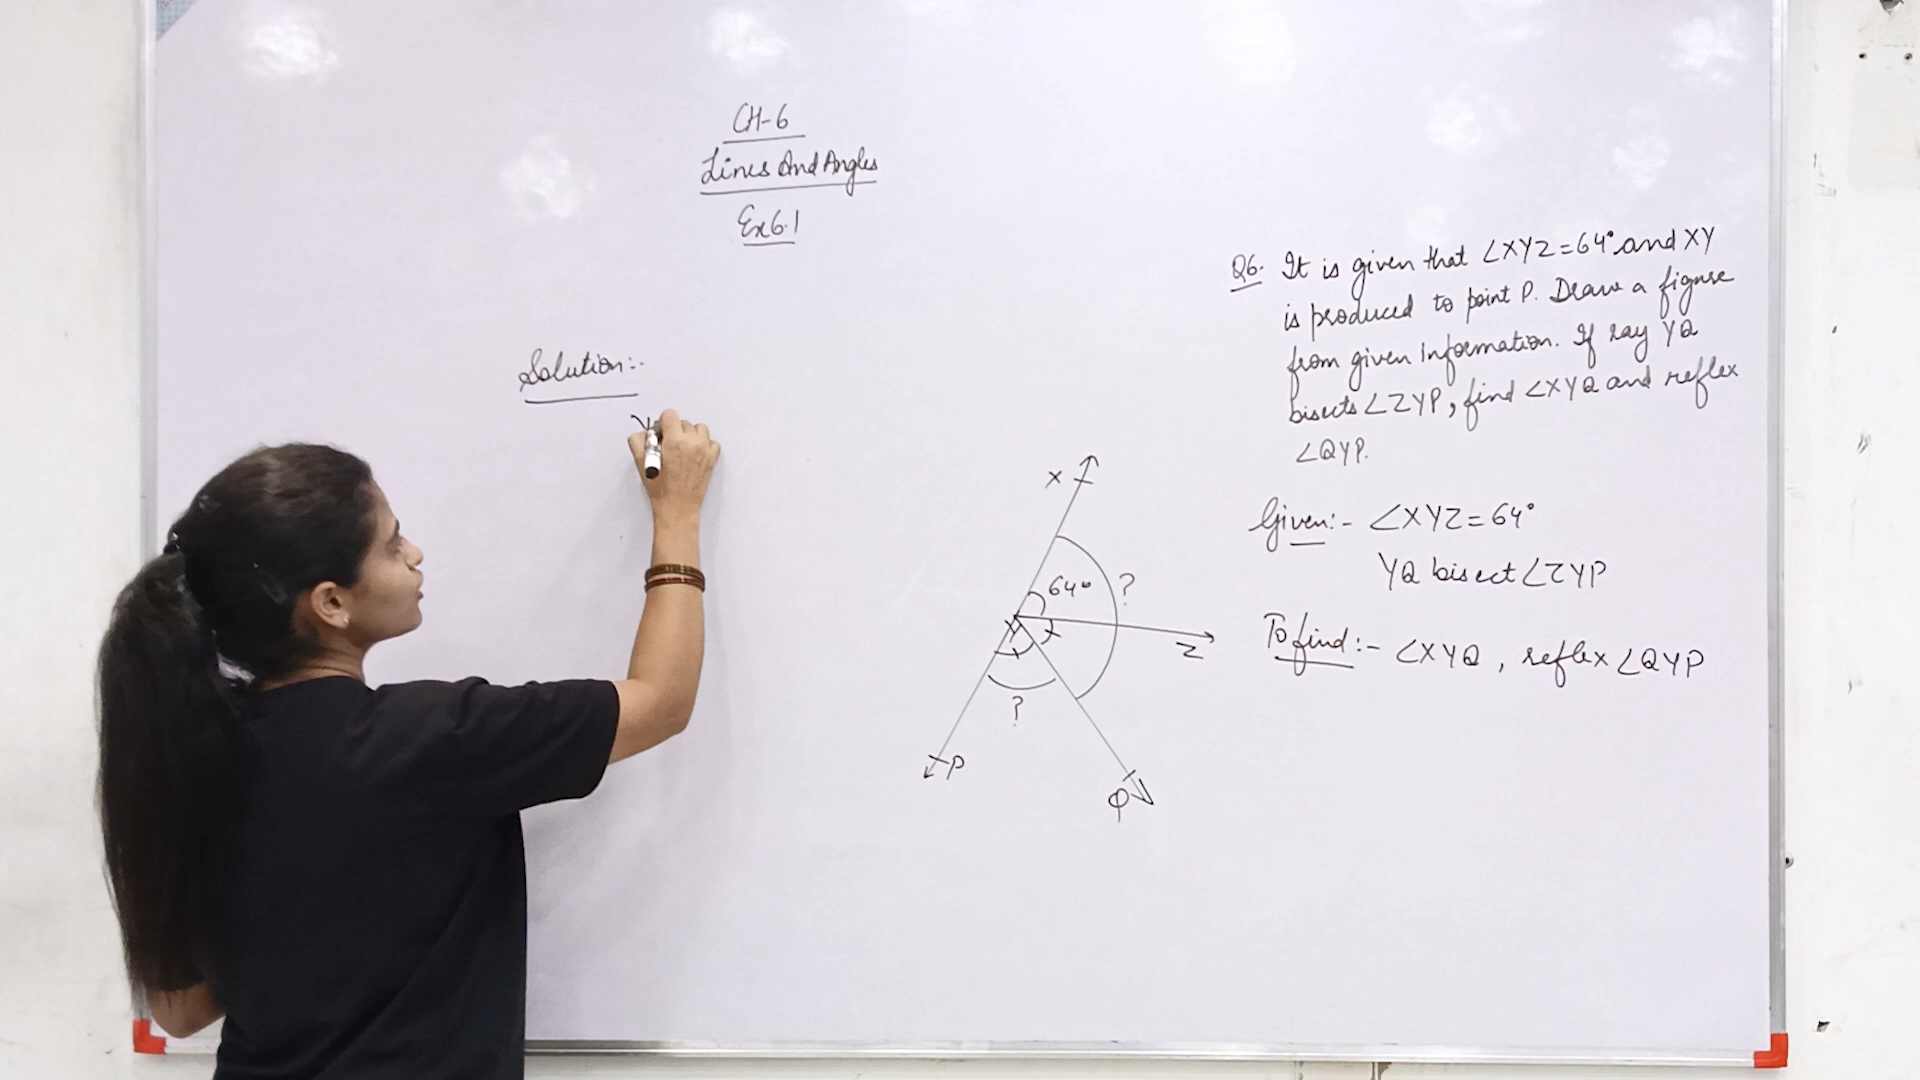 CH-6
Lines And Angles
Ex 6.1
Q6. It is given that ∠XYZ=64° and XY
is produced to point P. Draw a figure
from given Information. If ray YQ
bisects ∠ZYP, find ∠XYQ and reflex
∠QYP.
Solution:-
Y
X
64°
?
Y
Z
?
P
Q
Given:- ∠XYZ=64°
YQ bisect ∠ZYP
To find:- ∠XYQ, reflex ∠QYP